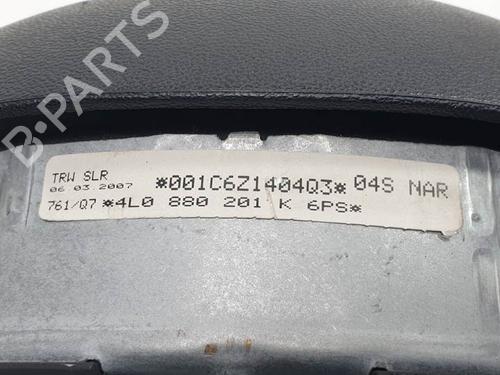 B-PARTS
TRW SLR
06 03.2007 *001C6Z1404Q3* 04S NAR
761/Q7 *4L0 880 201 K 6PS*